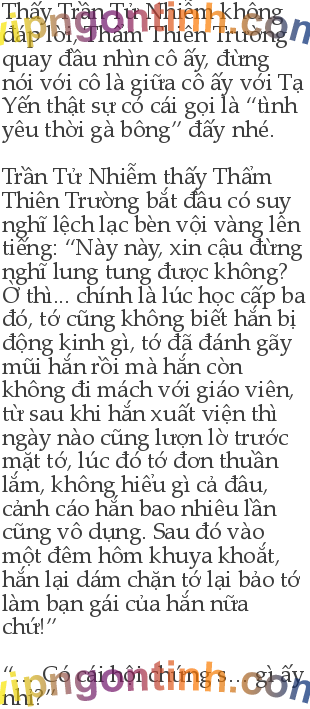 Thấy Trần Tử Nhiễm không
đáp lời, Thẩm Thiên Trường
quay đầu nhìn cô ấy, đừng
nói với cô là giữa cô ấy với Tạ
Yến thật sự có cái gọi là “tình
yêu thời gà bông” đấy nhé.
Trần Tử Nhiễm thấy Thẩm
Thiên Trường bắt đầu có suy
nghĩ lệch lạc bèn vội vàng lên
tiếng: “Này này, xin cậu đừng
nghĩ lung tung được không?
Ờ thì... chính là lúc học cấp ba
đó, tớ cũng không biết hắn bị
động kinh gì, tớ đã đánh gãy
mũi hắn rồi mà hắn còn
không đi mách với giáo viên,
từ sau khi hắn xuất viện thì
ngày nào cũng lượn lờ trước
mặt tớ, lúc đó tớ đơn thuần
lắm, không hiểu gì cả đâu,
cảnh cáo hắn bao nhiêu lần
cũng vô dụng. Sau đó vào
một đêm hôm khuya khoắt,
hắn lại dám chặn tớ lại bảo tớ
làm bạn gái của hắn nữa
chứ!”
“... Có cái hội chứng s... gì ấy
nhỉ?”
vipngontinh.com
vipngontinh.com